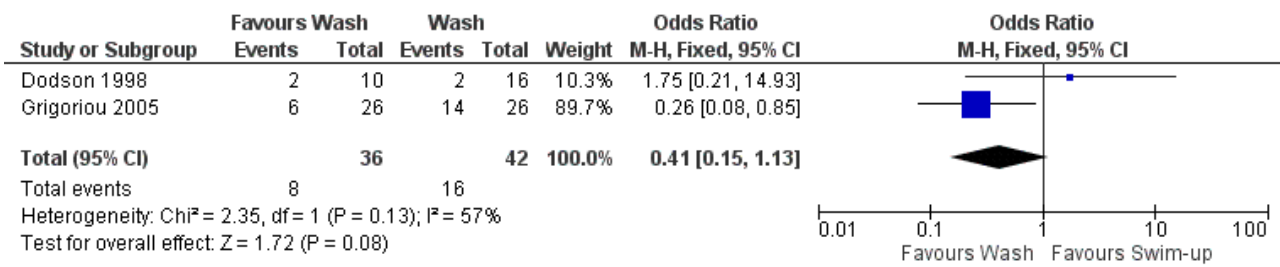 Favours Wash Wash Odds Ratio Odds Ratio
Study or Subgroup Events Total Events Total Weight M-H, Fixed, 95% CI M-H, Fixed, 95% CI
Dodson 1998 2 10 2 16 10.3% 1.75 [0.21, 14.93]
Grigoriou 2005 6 26 14 26 89.7% 0.26 [0.08, 0.85]
Total (95% CI) 36 42 100.0% 0.41 [0.15, 1.13]
Total events 8 16
Heterogeneity: Chi² = 2.35, df = 1 (P = 0.13); I² = 57%
Test for overall effect: Z = 1.72 (P = 0.08)
0.01 0.1 1 10 100
Favours Wash Favours Swim-up